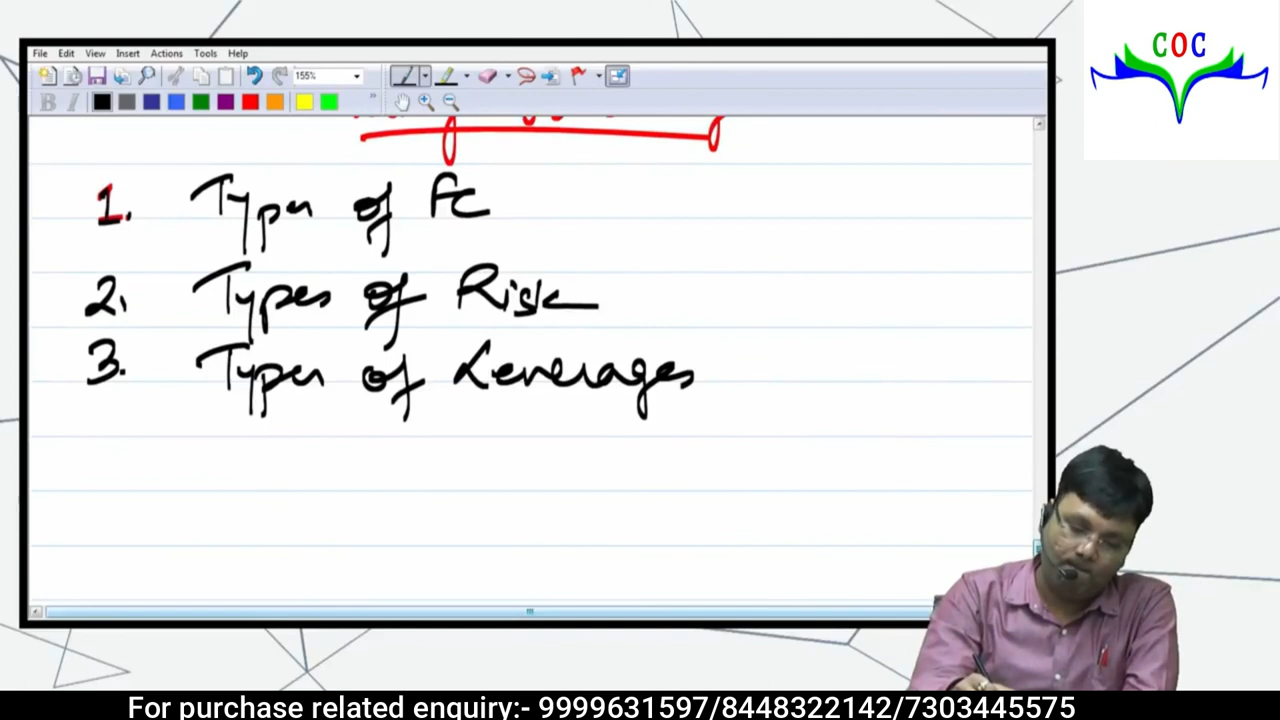 COC
File Edit View Insert Actions Tools Help
155%
B I
1. Types of FC
2. Types of Risk
3. Types of Leverages
For purchase related enquiry:- 9999631597/8448322142/7303445575